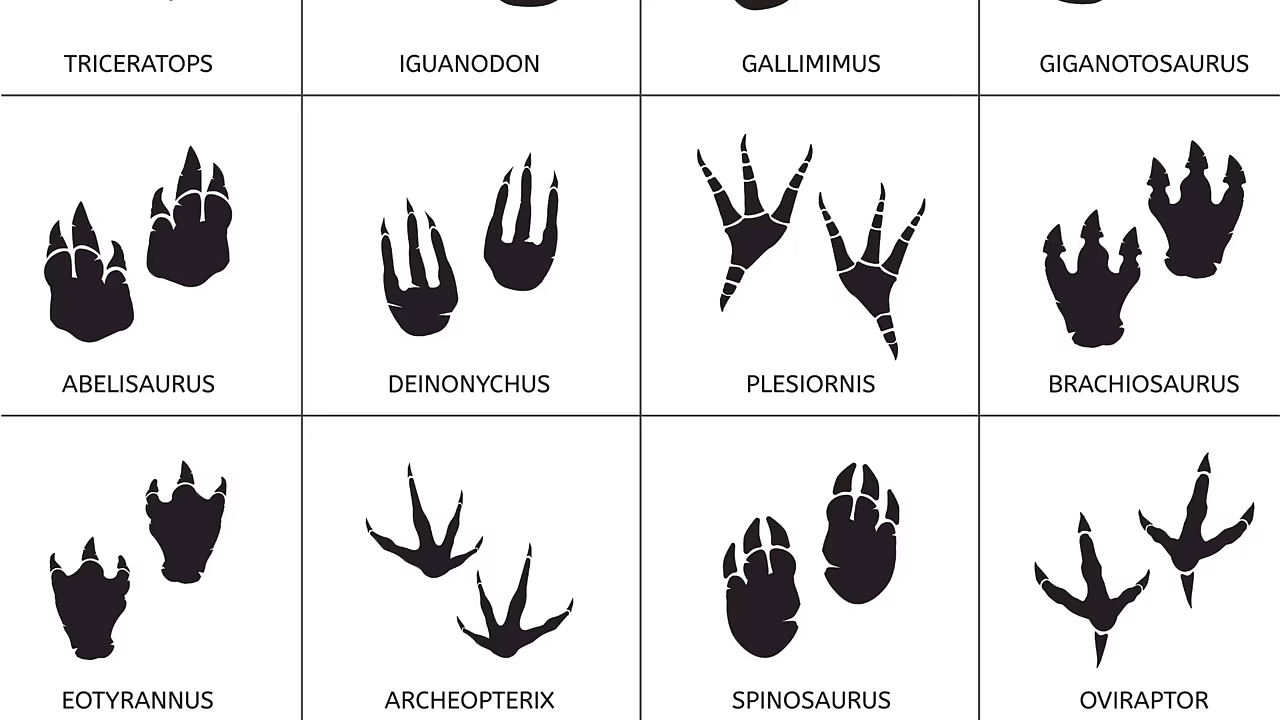 TRICERATOPS
IGUANODON
GALLIMIMUS
GIGANOTOSAURUS
ABELISAURUS
DEINONYCHUS
PLESIORNIS
BRACHIOSAURUS
EOTYRANNUS
ARCHEOPTERIX
SPINOSAURUS
OVIRAPTOR